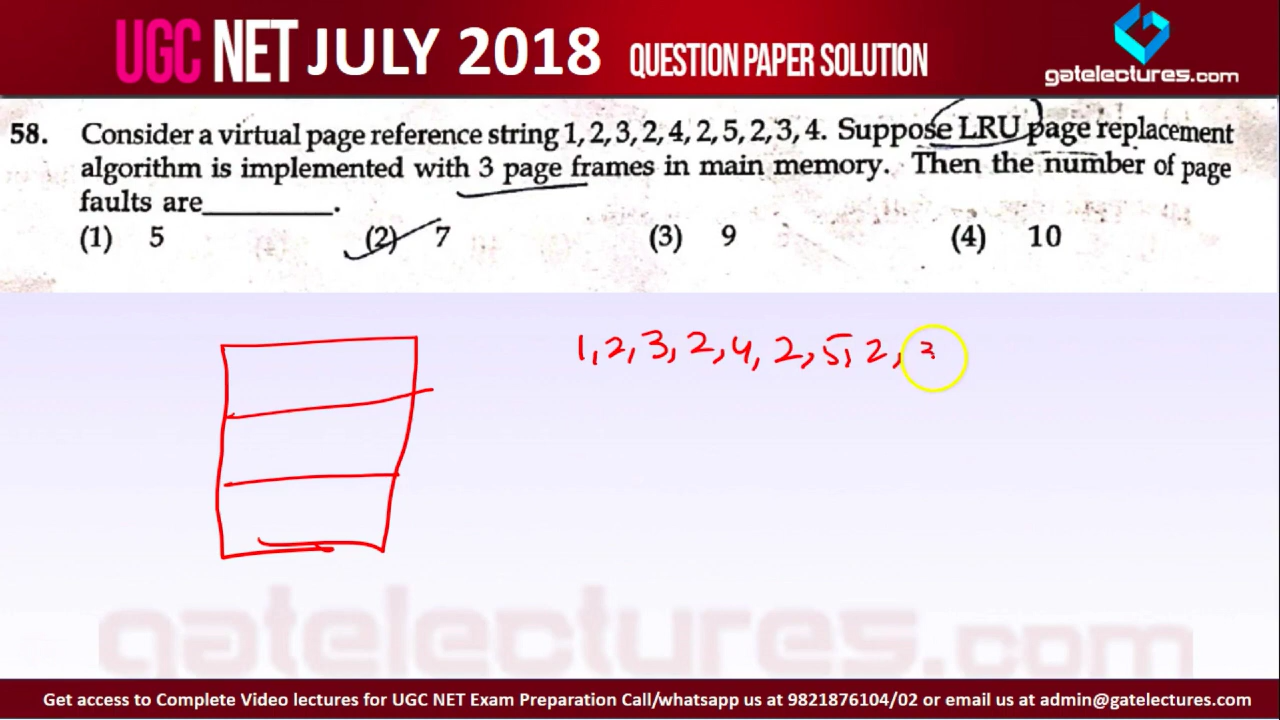 UGC NET JULY 2018 QUESTION PAPER SOLUTION
gatelectures.com
58. Consider a virtual page reference string 1, 2, 3, 2, 4, 2, 5, 2, 3, 4. Suppose LRU page replacement
algorithm is implemented with 3 page frames in main memory. Then the number of page
faults are__________.
(1) 5 (2) 7 (3) 9 (4) 10
1, 2, 3, 2, 4, 2, 5, 2, 3
gatelectures.com
Get access to Complete Video lectures for UGC NET Exam Preparation Call/whatsapp us at 9821876104/02 or email us at admin@gatelectures.com